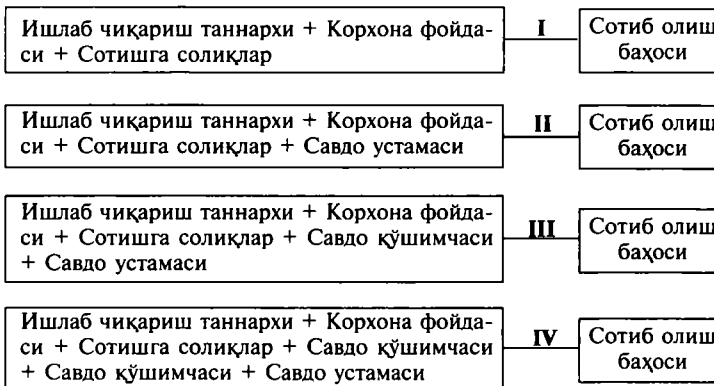 Ишлаб чиқариш таннархи + Корхона фойда-
си + Сотишга солиқлар
I
Сотиб олиш
баҳоси
Ишлаб чиқариш таннархи + Корхона фойда-
си + Сотишга солиқлар + Савдо устамаси
II
Сотиб олиш
баҳоси
Ишлаб чиқариш таннархи + Корхона фойда-
си + Сотишга солиқлар + Савдо қўшимчаси
+ Савдо устамаси
III
Сотиб олиш
баҳоси
Ишлаб чиқариш таннархи + Корхона фойда-
си + Сотишга солиқлар + Савдо қўшимчаси
+ Савдо қўшимчаси + Савдо устамаси
IV
Сотиб олиш
баҳоси